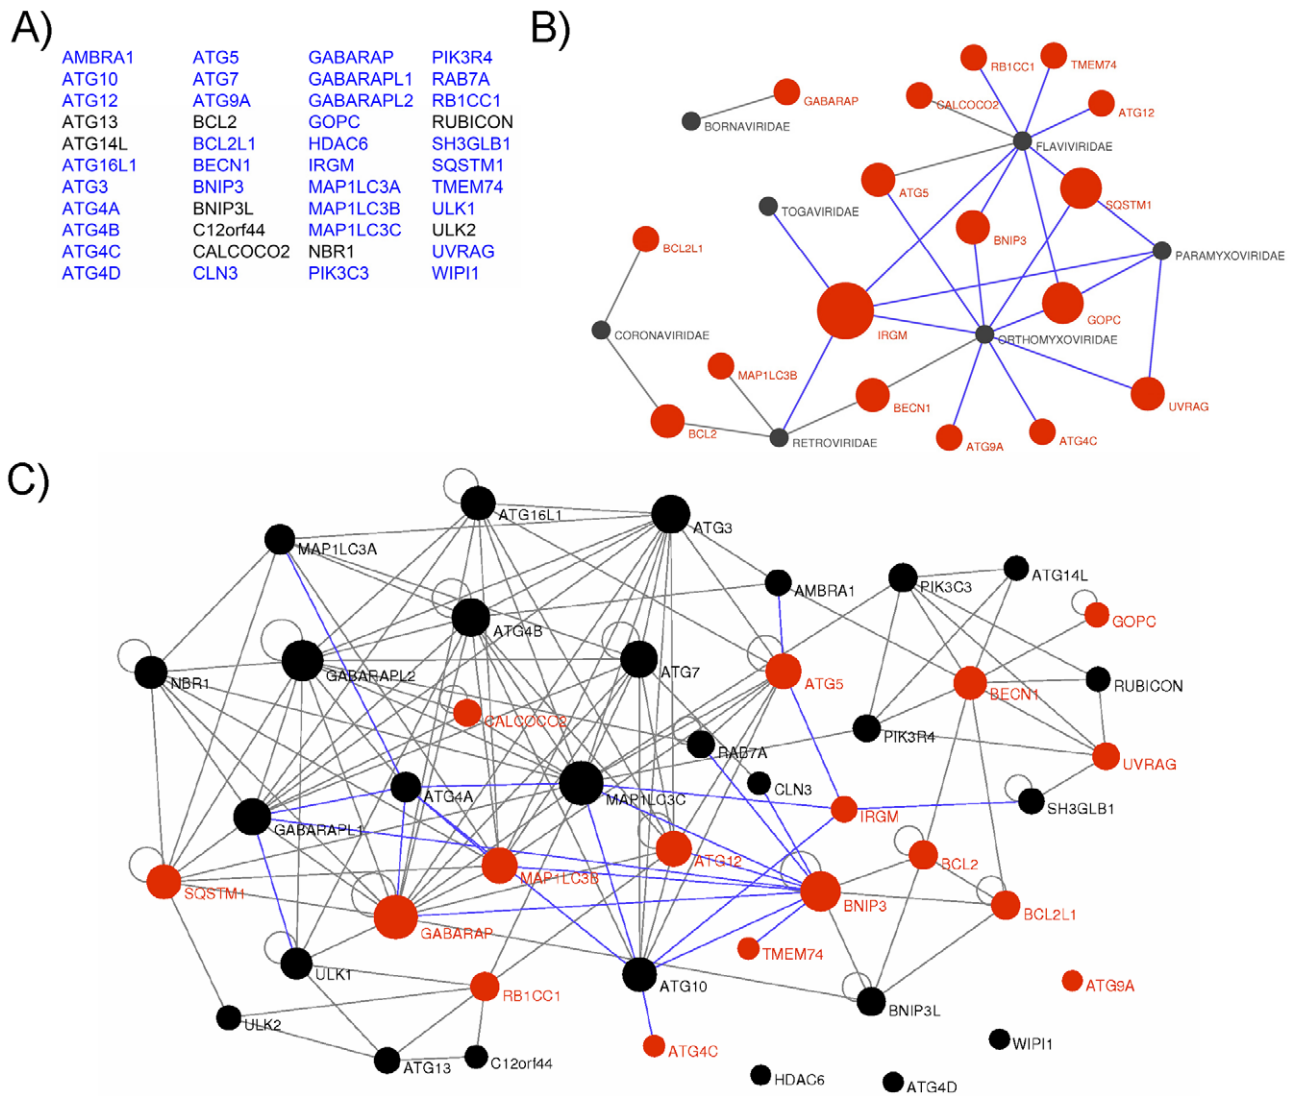 A)
AMBRA1 ATG5 GABARAP PIK3R4
ATG10 ATG7 GABARAPL1 RAB7A
ATG12 ATG9A GABARAPL2 RB1CC1
ATG13 BCL2 GOPC RUBICON
ATG14L BCL2L1 HDAC6 SH3GLB1
ATG16L1 BECN1 IRGM SQSTM1
ATG3 BNIP3 MAP1LC3A TMEM74
ATG4A BNIP3L MAP1LC3B ULK1
ATG4B C12orf44 MAP1LC3C ULK2
ATG4C CALCOCO2 NBR1 UVRAG
ATG4D CLN3 PIK3C3 WIPI1
B)
RB1CC1
TMEM74
GABARAP
CALCOCO2
ATG12
BORNAVIRIDAE
FLAVIVIRIDAE
ATG5
SQSTM1
TOGAVIRIDAE
BNIP3
BCL2L1
PARAMYXOVIRIDAE
GOPC
CORONAVIRIDAE
IRGM
ORTHOMYXOVIRIDAE
MAP1LC3B
BECN1
UVRAG
BCL2
RETROVIRIDAE
ATG9A
ATG4C
C)
ATG16L1
ATG3
MAP1LC3A
AMBRA1
PIK3C3
ATG14L
GOPC
ATG4B
GABARAPL2
ATG7
NBR1
ATG5
BECN1
RUBICON
CALCOCO2
RAB7A
PIK3R4
UVRAG
ATG4A
MAP1LC3C
CLN3
IRGM
SH3GLB1
GABARAPL1
ATG12
BCL2
SQSTM1
MAP1LC3B
BNIP3
BCL2L1
GABARAP
TMEM74
ULK1
ATG10
ATG9A
RB1CC1
BNIP3L
ULK2
WIPI1
ATG13
C12orf44
ATG4C
HDAC6
ATG4D